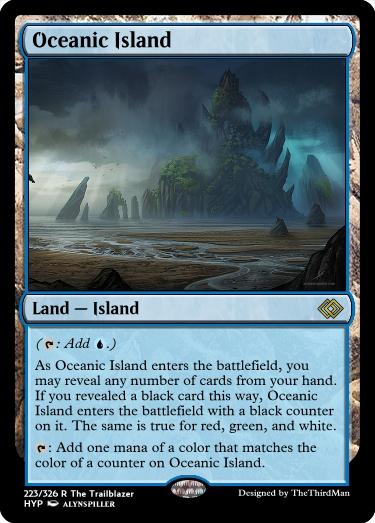 Oceanic Island
Land — Island
(: Add .)
As Oceanic Island enters the battlefield, you
may reveal any number of cards from your hand.
If you revealed a black card this way, Oceanic
Island enters the battlefield with a black counter
on it. The same is true for red, green, and white.
: Add one mana of a color that matches the
color of a counter on Oceanic Island.
223/326 R The Trailblazer
Designed by TheThirdMan
HYP ALYNSPILLER